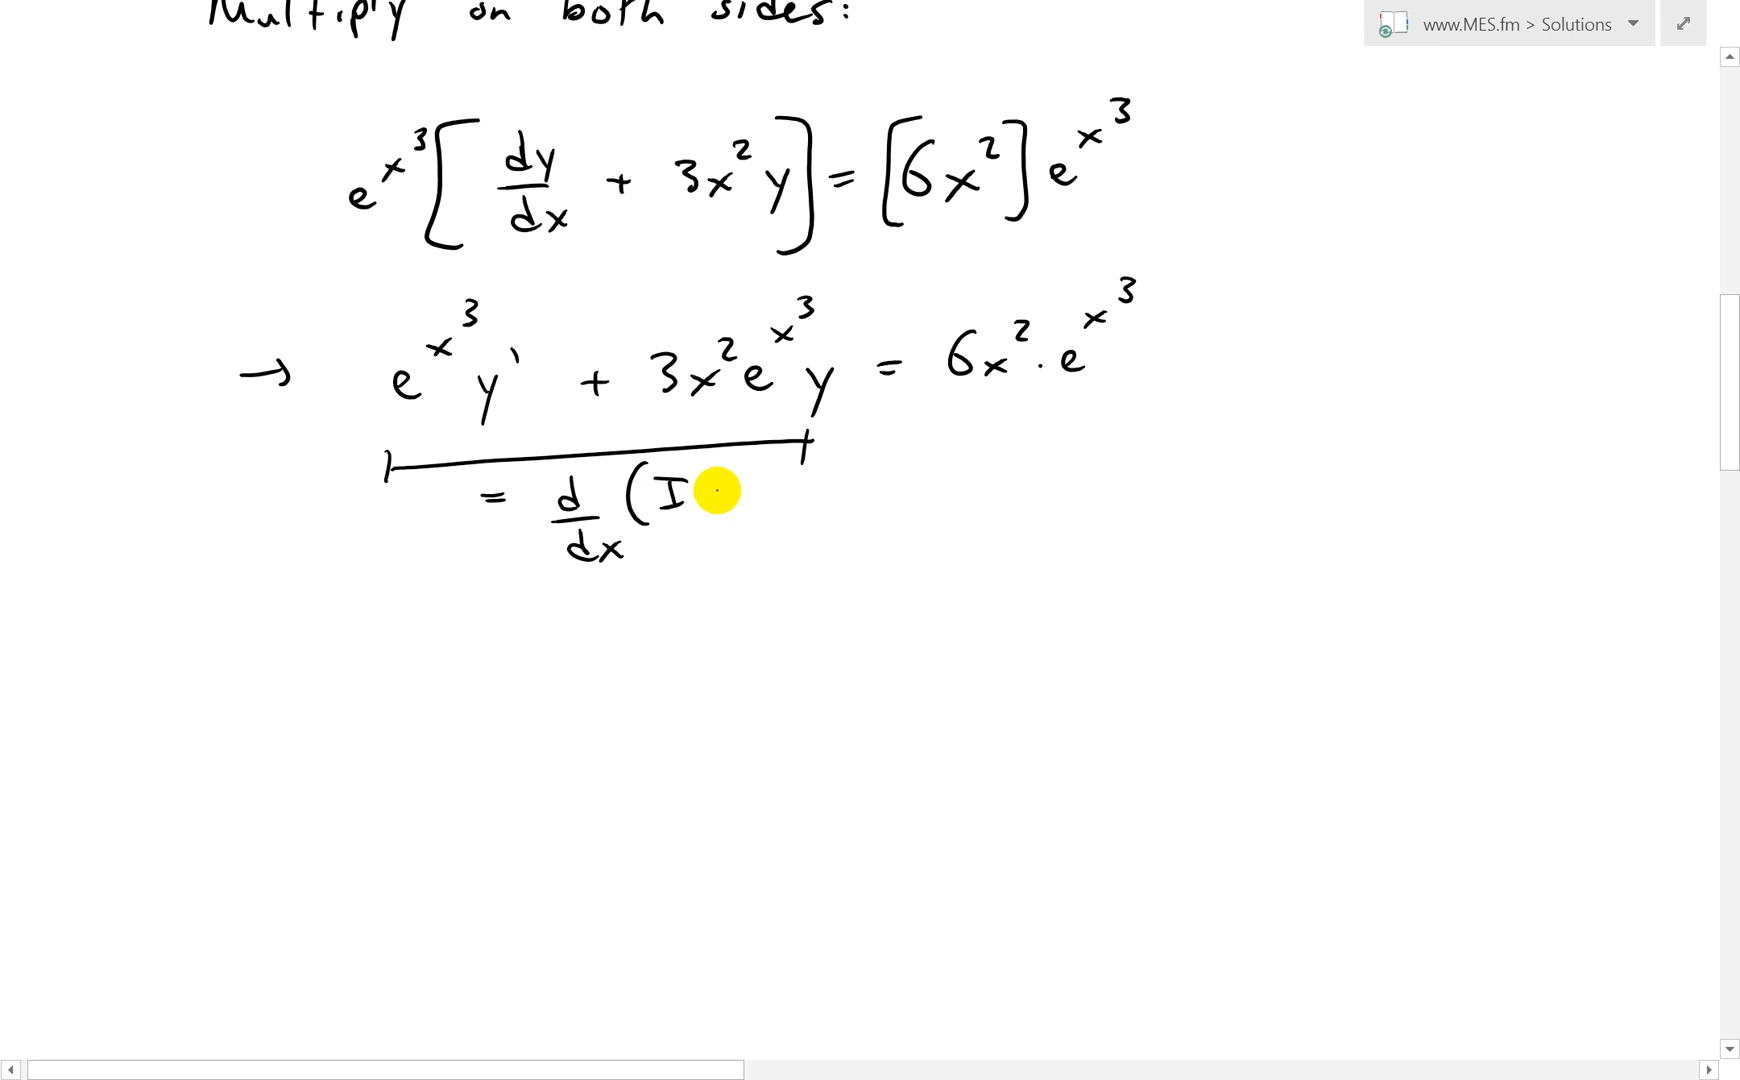 Multiply on both sides:
www.MES.fm > Solutions
e^{x^3} [ dy/dx + 3x^2 y ] = [6x^2] e^{x^3}
→ e^{x^3} y' + 3x^2 e^{x^3} y = 6x^2 · e^{x^3}
= d/dx (I